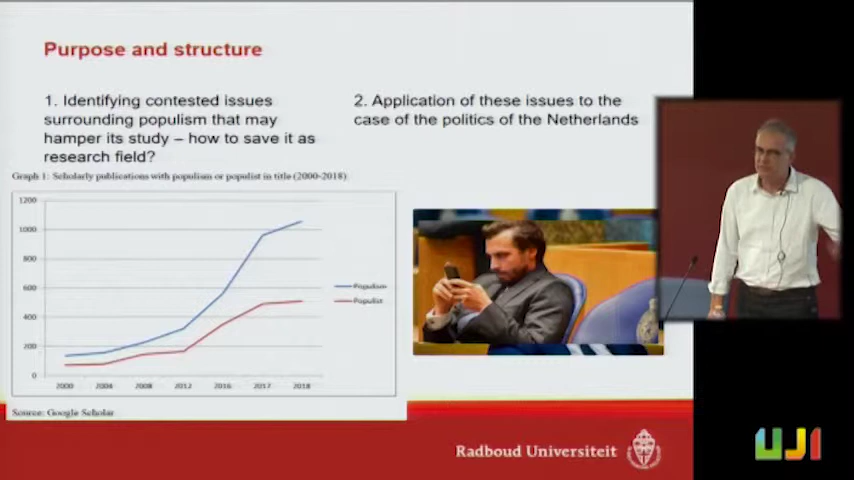 Purpose and structure
1. Identifying contested issues
surrounding populism that may
hamper its study – how to save it as
research field?
2. Application of these issues to the
case of the politics of the Netherlands
Graph 1: Scholarly publications with populism or populist in title (2000-2018)
1200
1000
800
600
400
200
0
2000 2004 2008 2012 2016 2017 2018
Populism
Populist
Source: Google Scholar
Radboud Universiteit
UJI